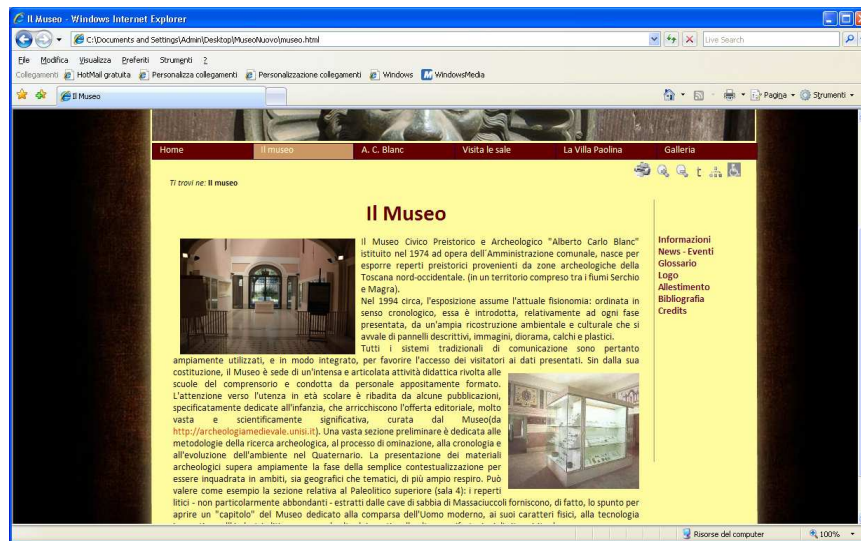 Il Museo - Windows Internet Explorer
C:\Documents and Settings\Admin\Desktop\MuseoNuovo\museo.html
Live Search
File Modifica Visualizza Preferiti Strumenti ?
Collegamenti HotMail gratuita Personalizza collegamenti Personalizzazione collegamenti Windows WindowsMedia
Il Museo
Pagina Strumenti
Home Il museo A. C. Blanc Visita le sale La Villa Paolina Galleria
t
Ti trovi ne: Il museo
Il Museo
Il Museo Civico Preistorico e Archeologico "Alberto Carlo Blanc"
istituito nel 1974 ad opera dell'Amministrazione comunale, nasce per
esporre reperti preistorici provenienti da zone archeologiche della
Toscana nord-occidentale. (in un territorio compreso tra i fiumi Serchio
e Magra).
Nel 1994 circa, l'esposizione assume l'attuale fisionomia: ordinata in
senso cronologico, essa è introdotta, relativamente ad ogni fase
presentata, da un'ampia ricostruzione ambientale e culturale che si
avvale di pannelli descrittivi, immagini, diorama, calchi e plastici.
Tutti i sistemi tradizionali di comunicazione sono pertanto
ampiamente utilizzati, e in modo integrato, per favorire l'accesso dei visitatori ai dati presentati. Sin dalla sua
costituzione, il Museo è sede di un'intensa e articolata attività didattica rivolta alle
scuole del comprensorio e condotta da personale appositamente formato.
L'attenzione verso l'utenza in età scolare è ribadita da alcune pubblicazioni,
specificatamente dedicate all'infanzia, che arricchiscono l'offerta editoriale, molto
vasta e scientificamente significativa, curata dal Museo(da
http://archeologiamedievale.unisi.it). Una vasta sezione preliminare è dedicata alle
metodologie della ricerca archeologica, al processo di ominazione, alla cronologia e
all'evoluzione dell'ambiente nel Quaternario. La presentazione dei materiali
archeologici supera ampiamente la fase della semplice contestualizzazione per
essere inquadrata in ambiti, sia geografici che tematici, di più ampio respiro. Può
valere come esempio la sezione relativa al Paleolitico superiore (sala 4): i reperti
litici - non particolarmente abbondanti - estratti dalle cave di sabbia di Massaciuccoli forniscono, di fatto, lo spunto per
aprire un "capitolo" del Museo dedicato alla comparsa dell'Uomo moderno, ai suoi caratteri fisici, alla tecnologia
Informazioni
News - Eventi
Glossario
Logo
Allestimento
Bibliografia
Credits
Risorse del computer 100%